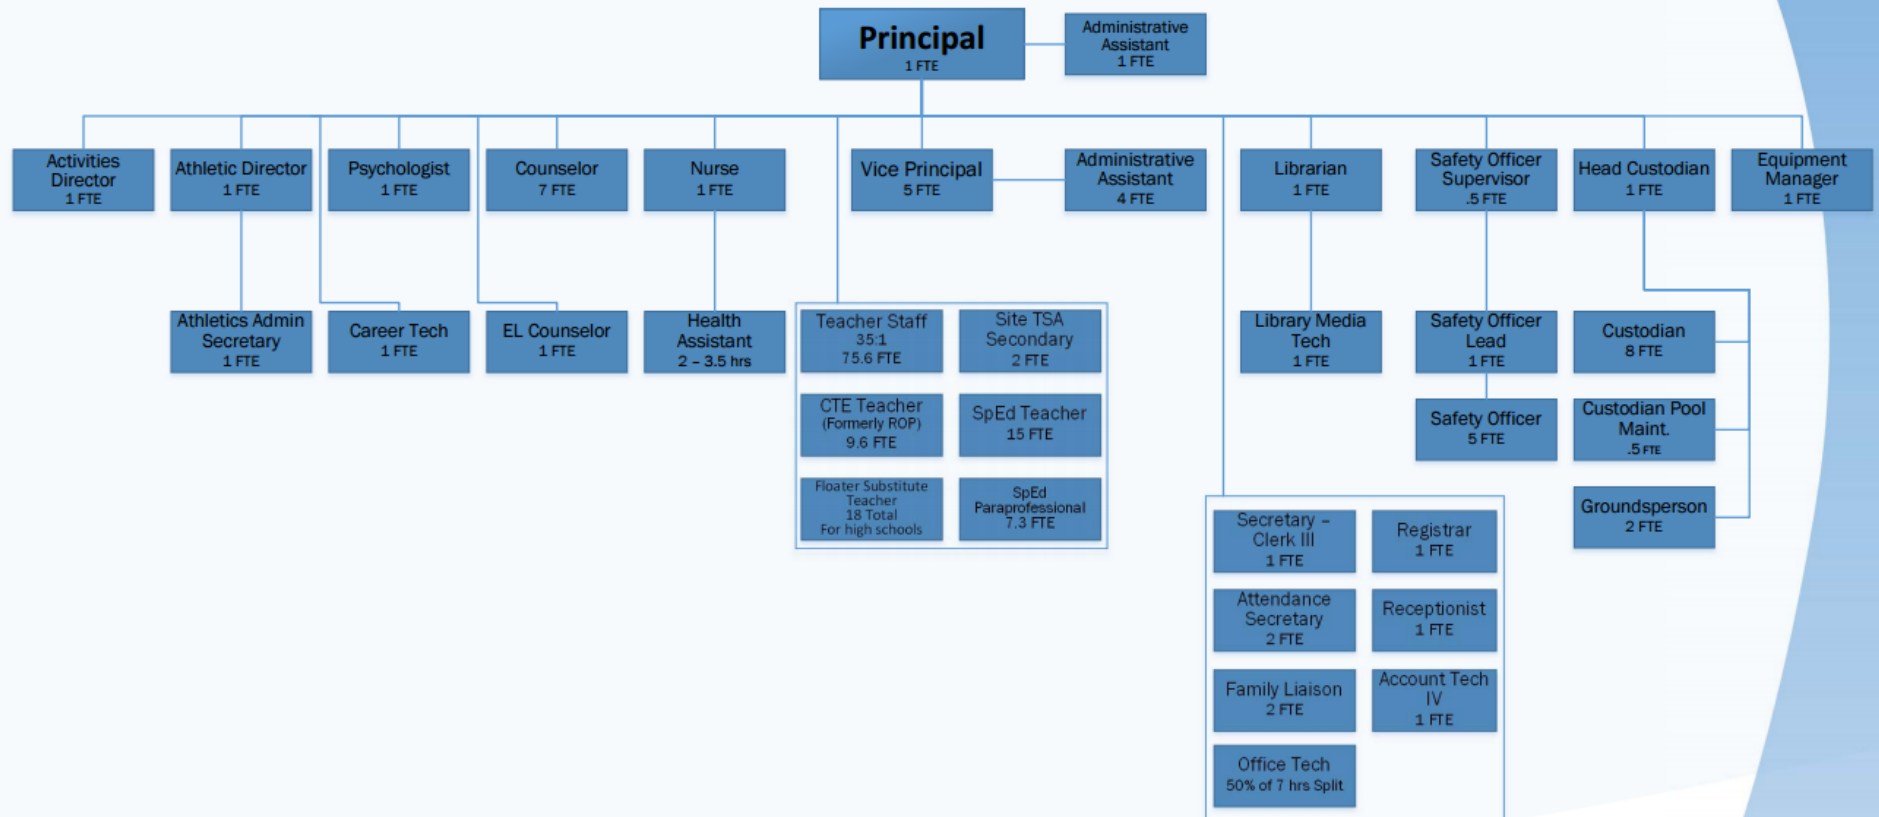 Principal
1 FTE
Administrative
Assistant
1 FTE
Activities
Director
1 FTE
Athletic Director
1 FTE
Psychologist
1 FTE
Counselor
7 FTE
Nurse
1 FTE
Vice Principal
5 FTE
Administrative
Assistant
4 FTE
Librarian
1 FTE
Safety Officer
Supervisor
.5 FTE
Head Custodian
1 FTE
Equipment
Manager
1 FTE
Athletics Admin
Secretary
1 FTE
Career Tech
1 FTE
EL Counselor
1 FTE
Health
Assistant
2 – 3.5 hrs
Teacher Staff
35:1
75.6 FTE
Site TSA
Secondary
2 FTE
CTE Teacher
(Formerly ROP)
9.6 FTE
SpEd Teacher
15 FTE
Floater Substitute
Teacher
18 Total
For high schools
SpEd
Paraprofessional
7.3 FTE
Library Media
Tech
1 FTE
Safety Officer
Lead
1 FTE
Safety Officer
5 FTE
Custodian
8 FTE
Custodian Pool
Maint.
.5 FTE
Groundsperson
2 FTE
Secretary –
Clerk III
1 FTE
Registrar
1 FTE
Attendance
Secretary
2 FTE
Receptionist
1 FTE
Family Liaison
2 FTE
Account Tech
IV
1 FTE
Office Tech
50% of 7 hrs Split